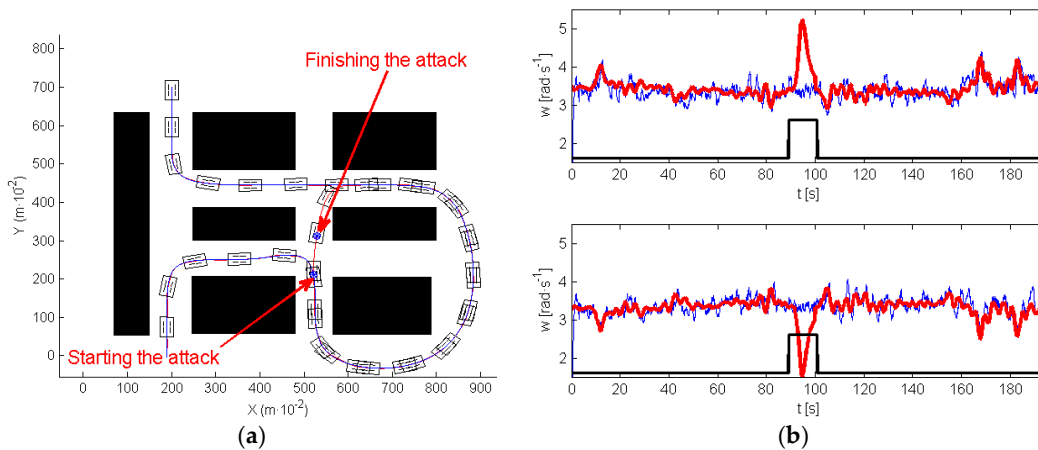 Finishing the attack
Starting the attack
Y (m·10⁻²)
800
700
600
500
400
300
200
100
0
0 100 200 300 400 500 600 700 800 900
X (m·10⁻²)
(a)
w [rad·s⁻¹]
5
4
3
2
0 20 40 60 80 100 120 140 160 180
t [s]
w [rad·s⁻¹]
5
4
3
2
0 20 40 60 80 100 120 140 160 180
t [s]
(b)